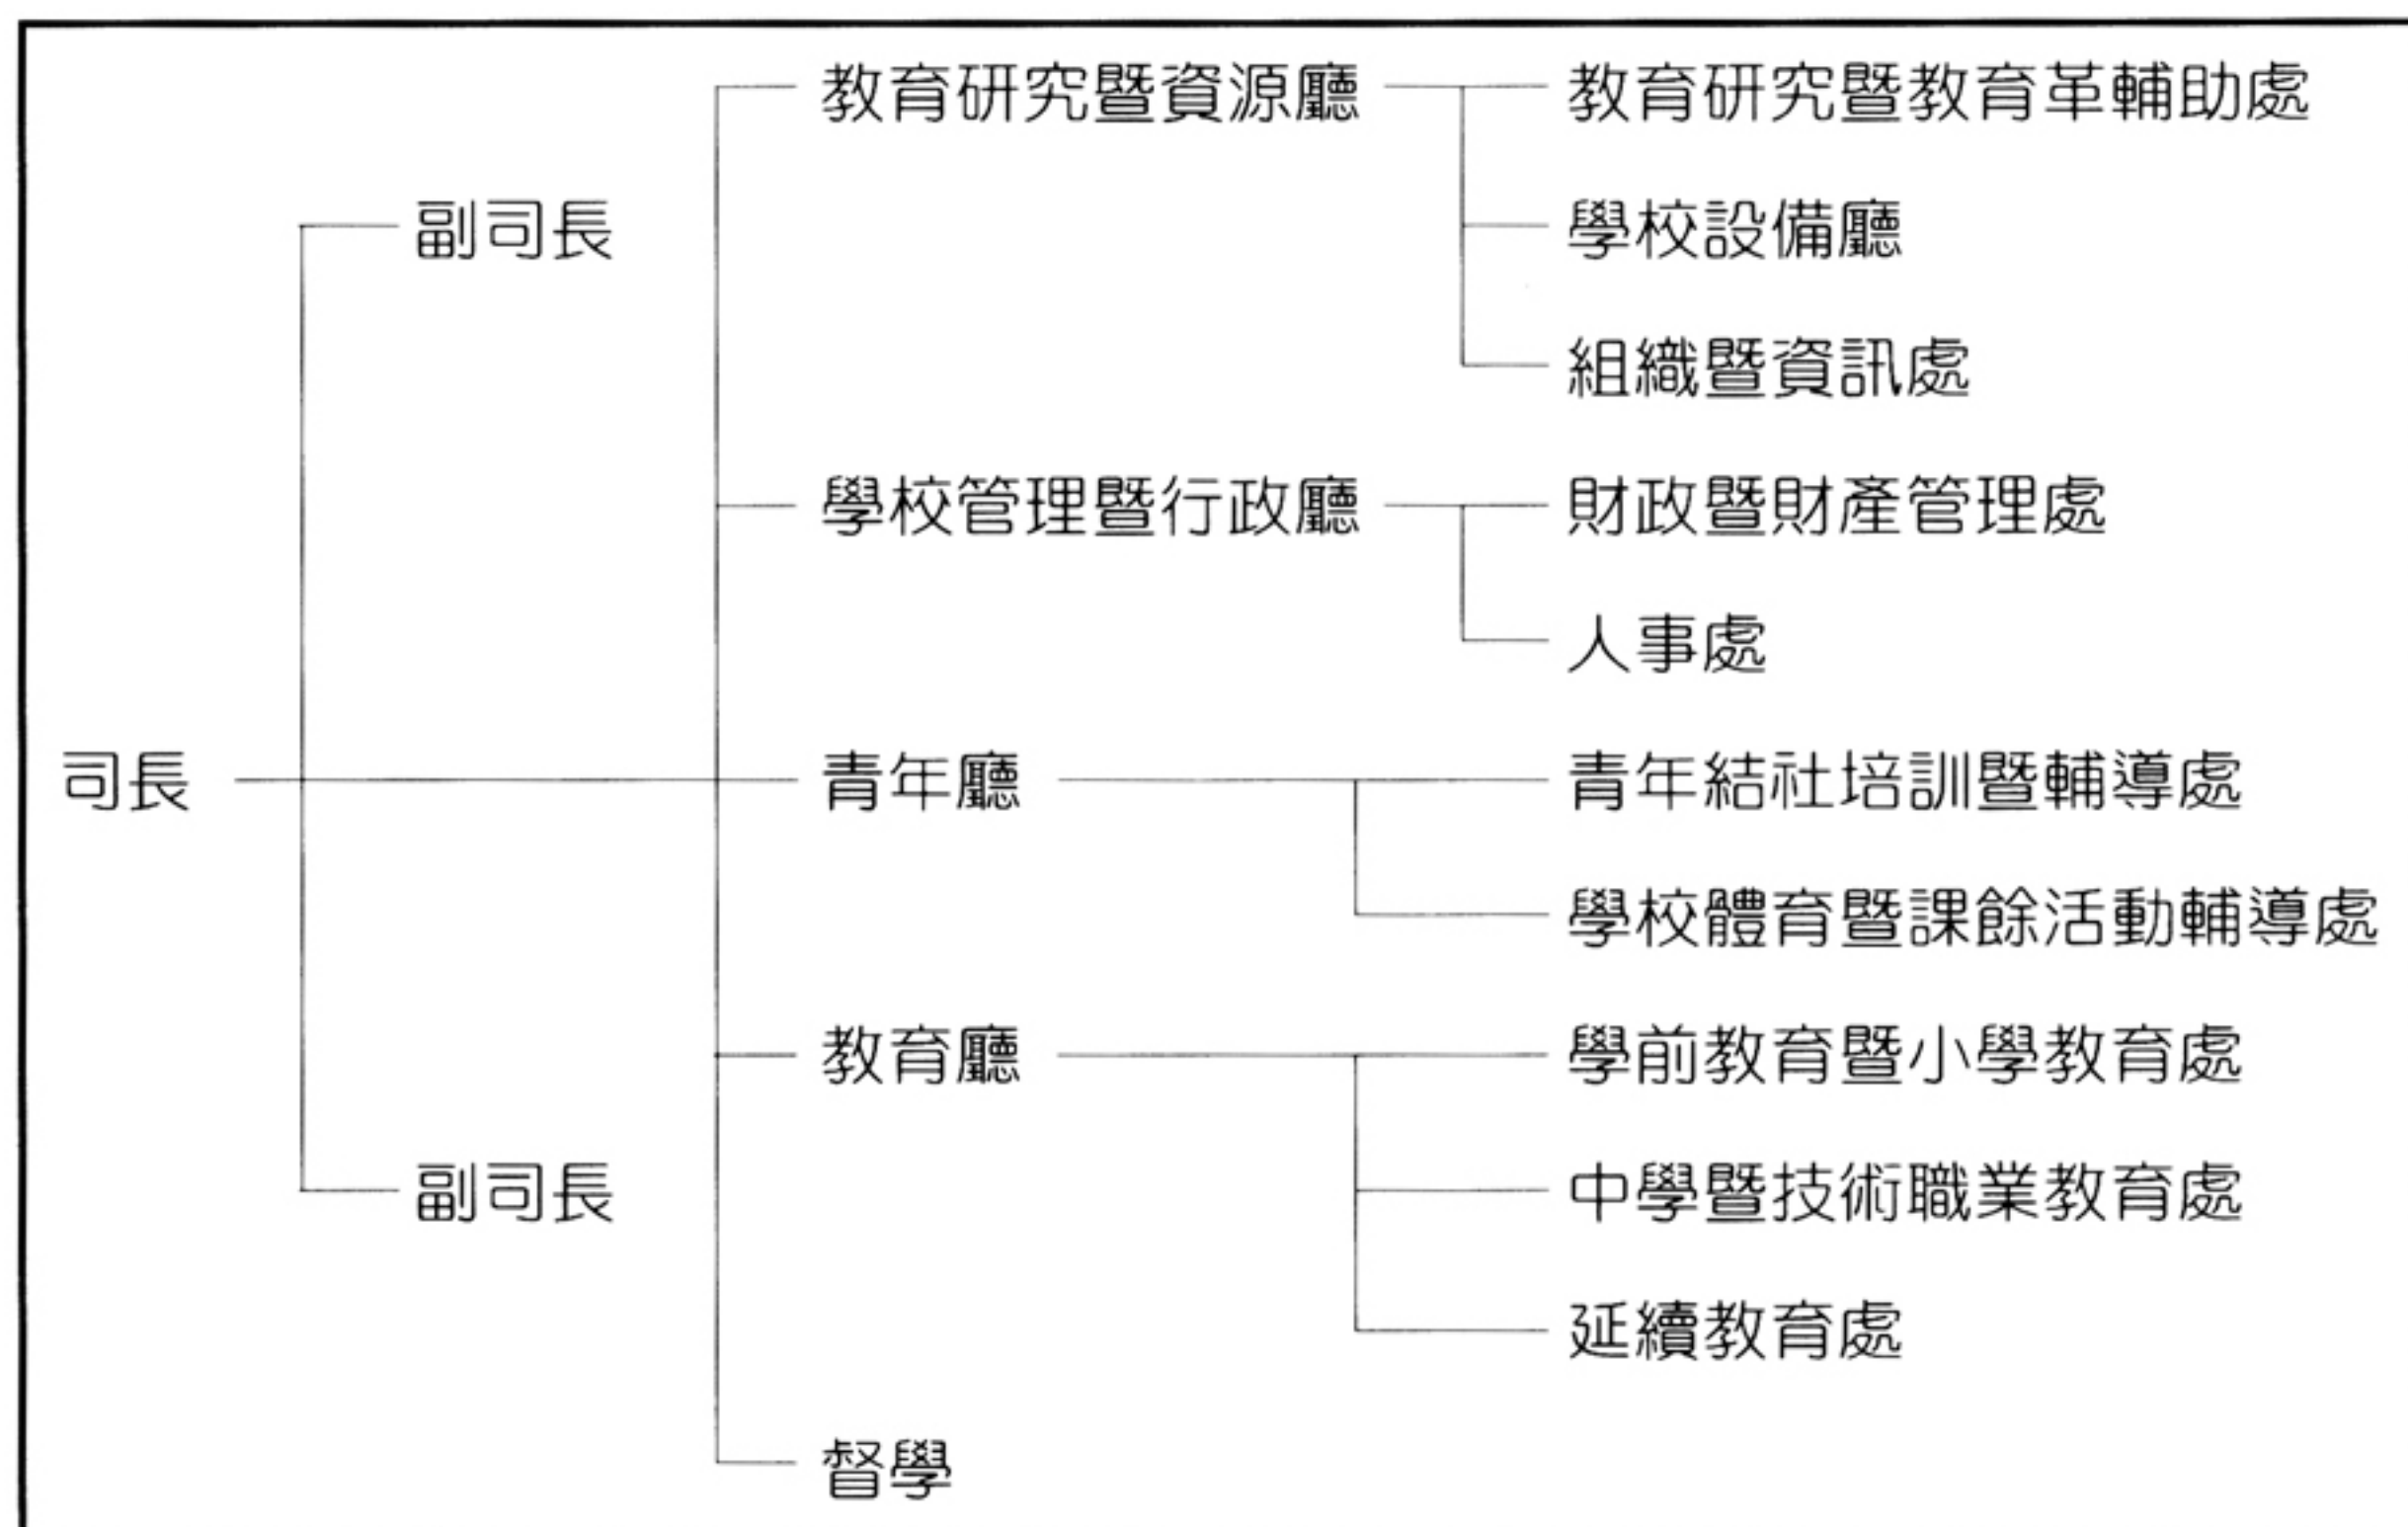 教育研究暨資源廳 教育研究暨教育革輔助處
副司長 學校設備廳
組織暨資訊處
學校管理暨行政廳 財政暨財產管理處
人事處
司長 青年廳 青年結社培訓暨輔導處
學校體育暨課餘活動輔導處
教育廳 學前教育暨小學教育處
副司長 中學暨技術職業教育處
延續教育處
督學